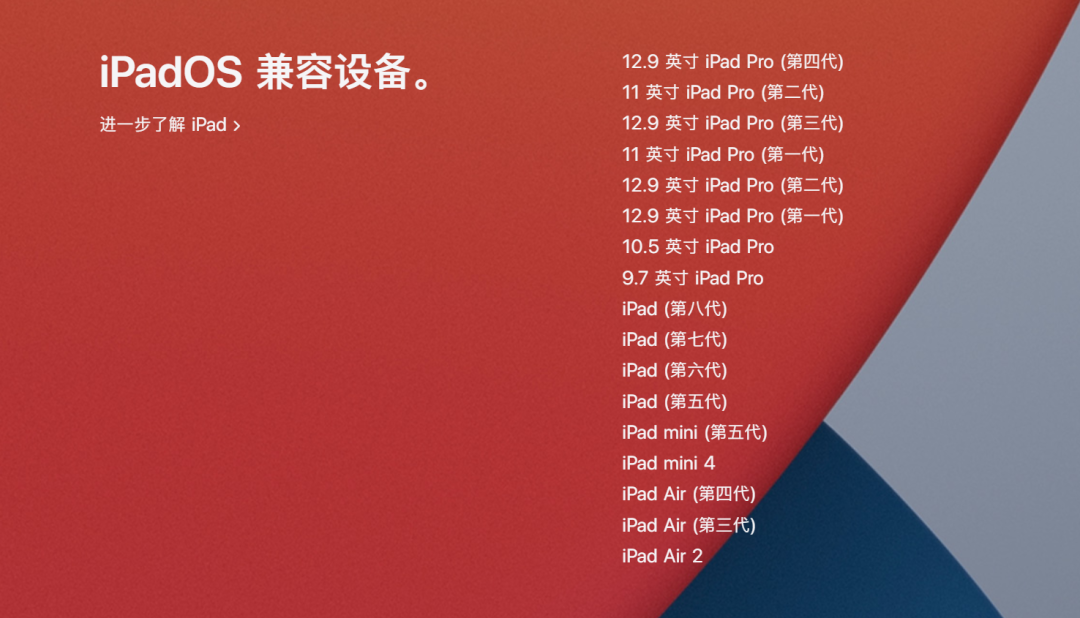 iPadOS 兼容设备。
进一步了解 iPad >
12.9 英寸 iPad Pro (第四代)
11 英寸 iPad Pro (第二代)
12.9 英寸 iPad Pro (第三代)
11 英寸 iPad Pro (第一代)
12.9 英寸 iPad Pro (第二代)
12.9 英寸 iPad Pro (第一代)
10.5 英寸 iPad Pro
9.7 英寸 iPad Pro
iPad (第八代)
iPad (第七代)
iPad (第六代)
iPad (第五代)
iPad mini (第五代)
iPad mini 4
iPad Air (第四代)
iPad Air (第三代)
iPad Air 2